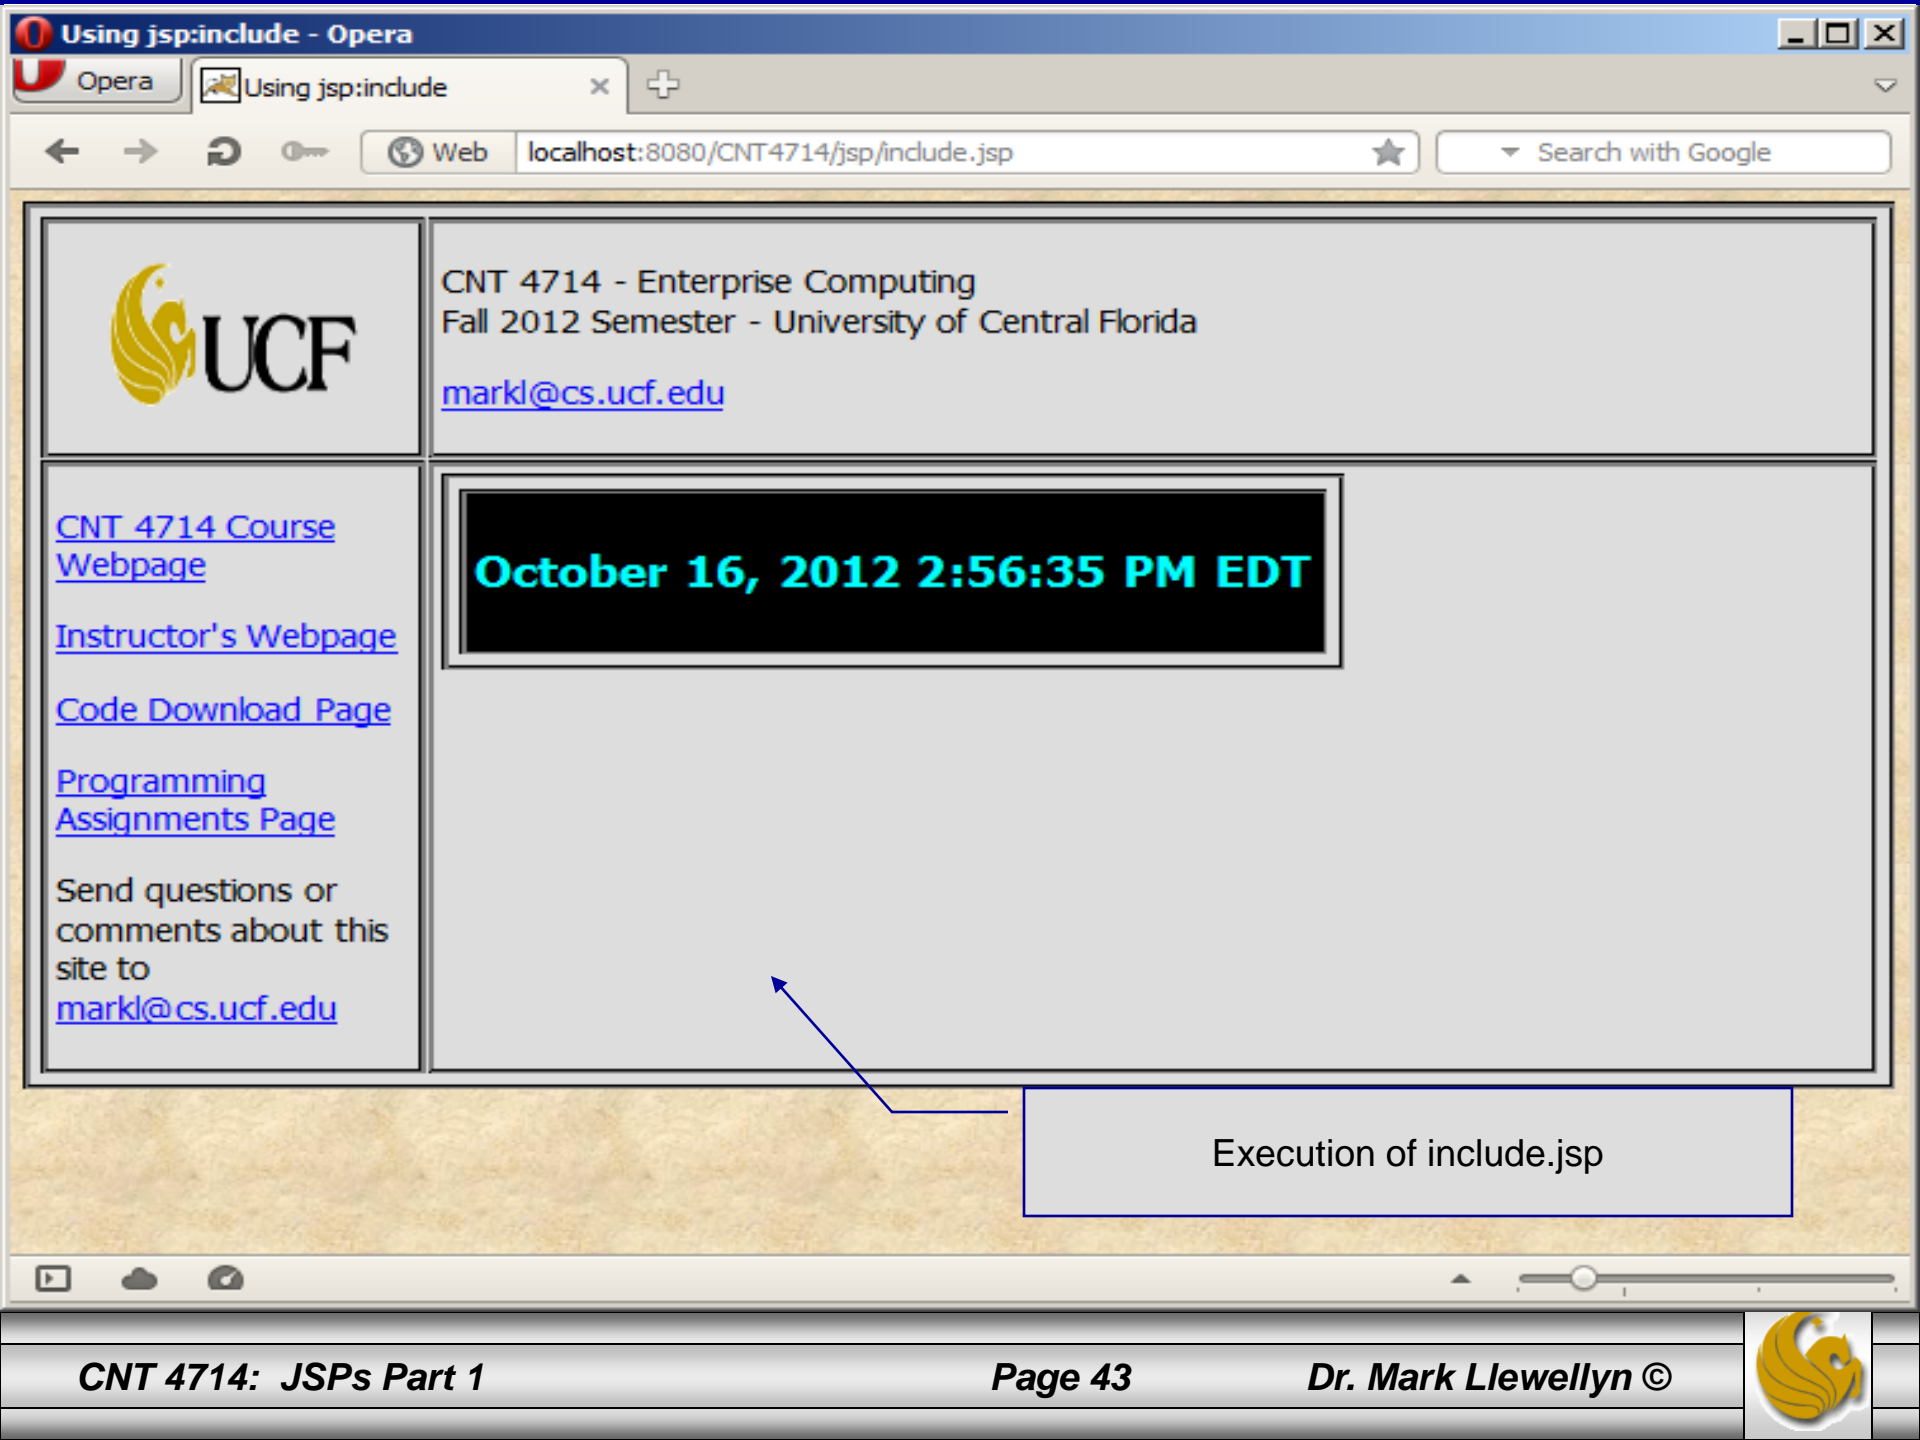 Using jsp:include - Opera
Opera
Using jsp:include
Web
localhost:8080/CNT4714/jsp/include.jsp
Search with Google
UCF
CNT 4714 - Enterprise Computing
Fall 2012 Semester - University of Central Florida
markl@cs.ucf.edu
CNT 4714 Course
Webpage
Instructor's Webpage
Code Download Page
Programming
Assignments Page
Send questions or
comments about this
site to
markl@cs.ucf.edu
October 16, 2012 2:56:35 PM EDT
Execution of include.jsp
CNT 4714:  JSPs Part 1
Page 43
Dr. Mark Llewellyn ©